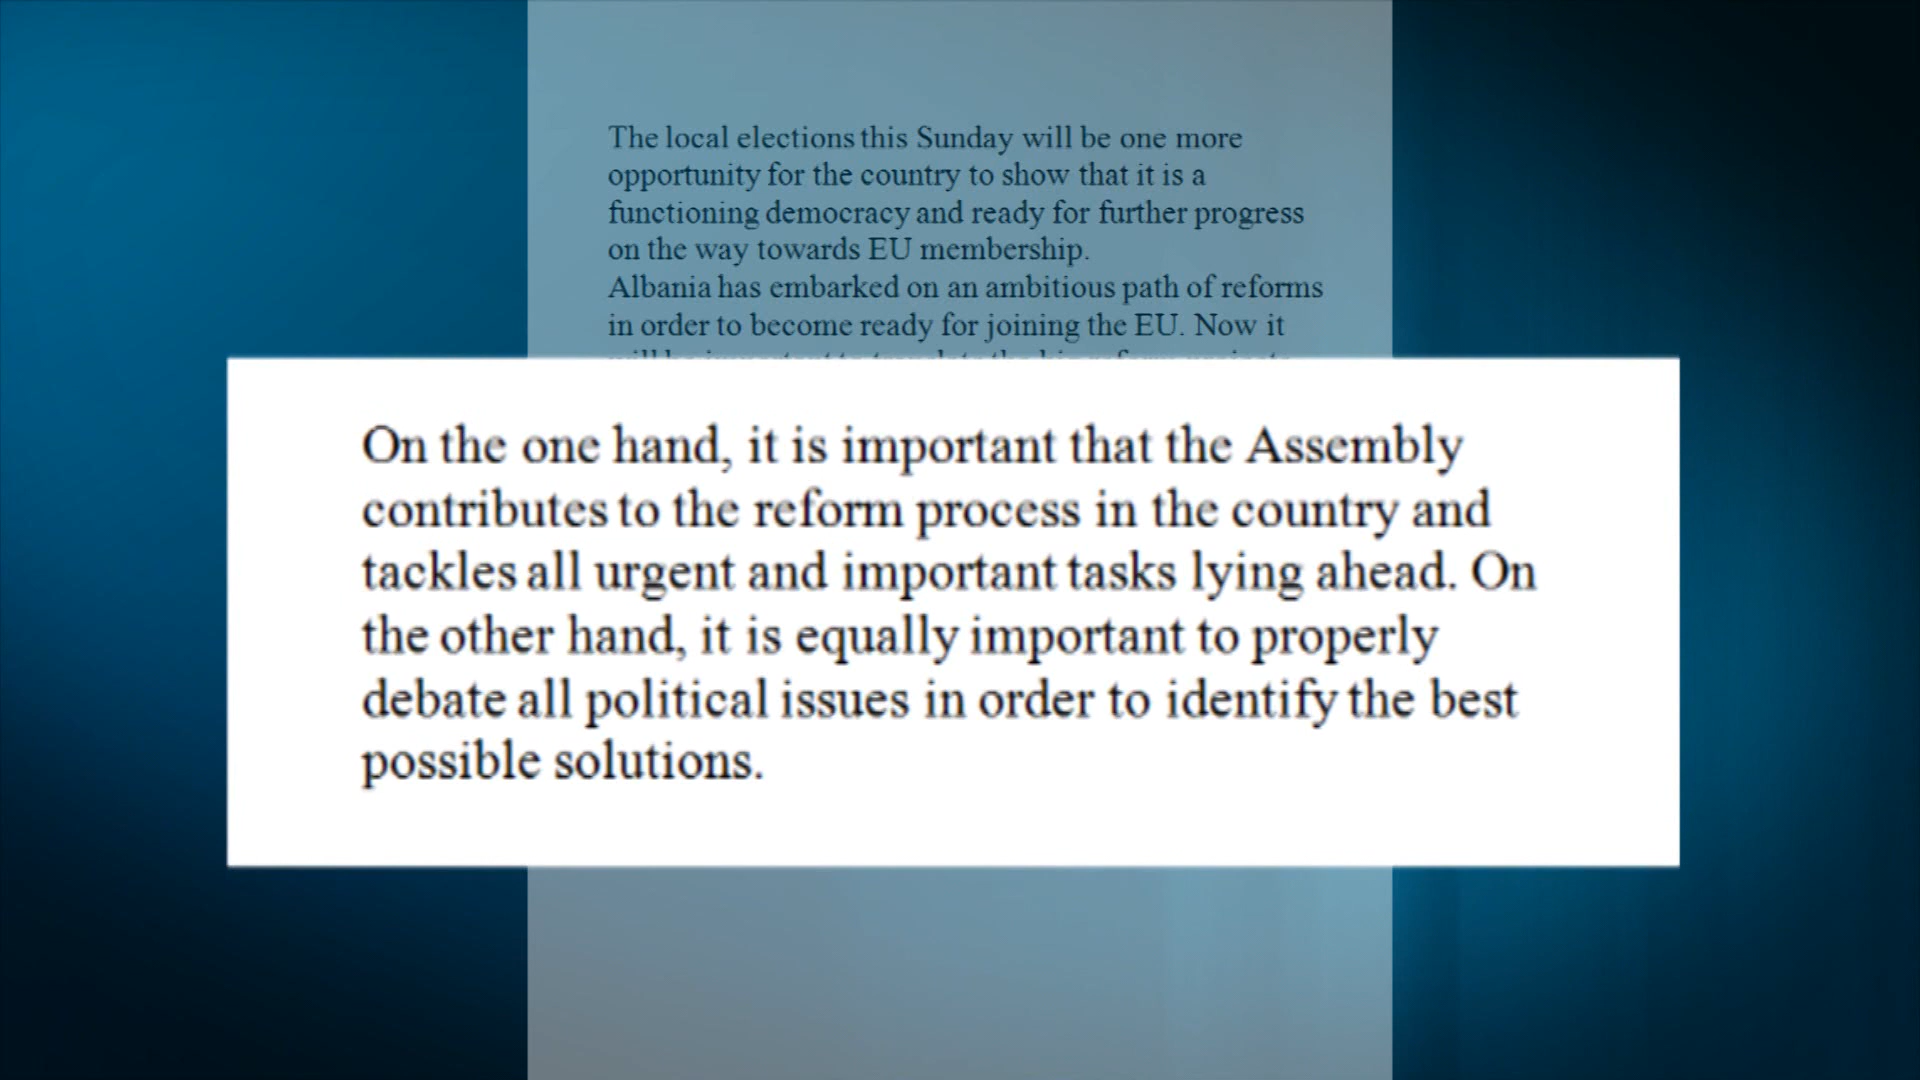 The local elections this Sunday will be one more
opportunity for the country to show that it is a
functioning democracy and ready for further progress
on the way towards EU membership.
Albania has embarked on an ambitious path of reforms
in order to become ready for joining the EU. Now it
On the one hand, it is important that the Assembly
contributes to the reform process in the country and
tackles all urgent and important tasks lying ahead. On
the other hand, it is equally important to properly
debate all political issues in order to identify the best
possible solutions.